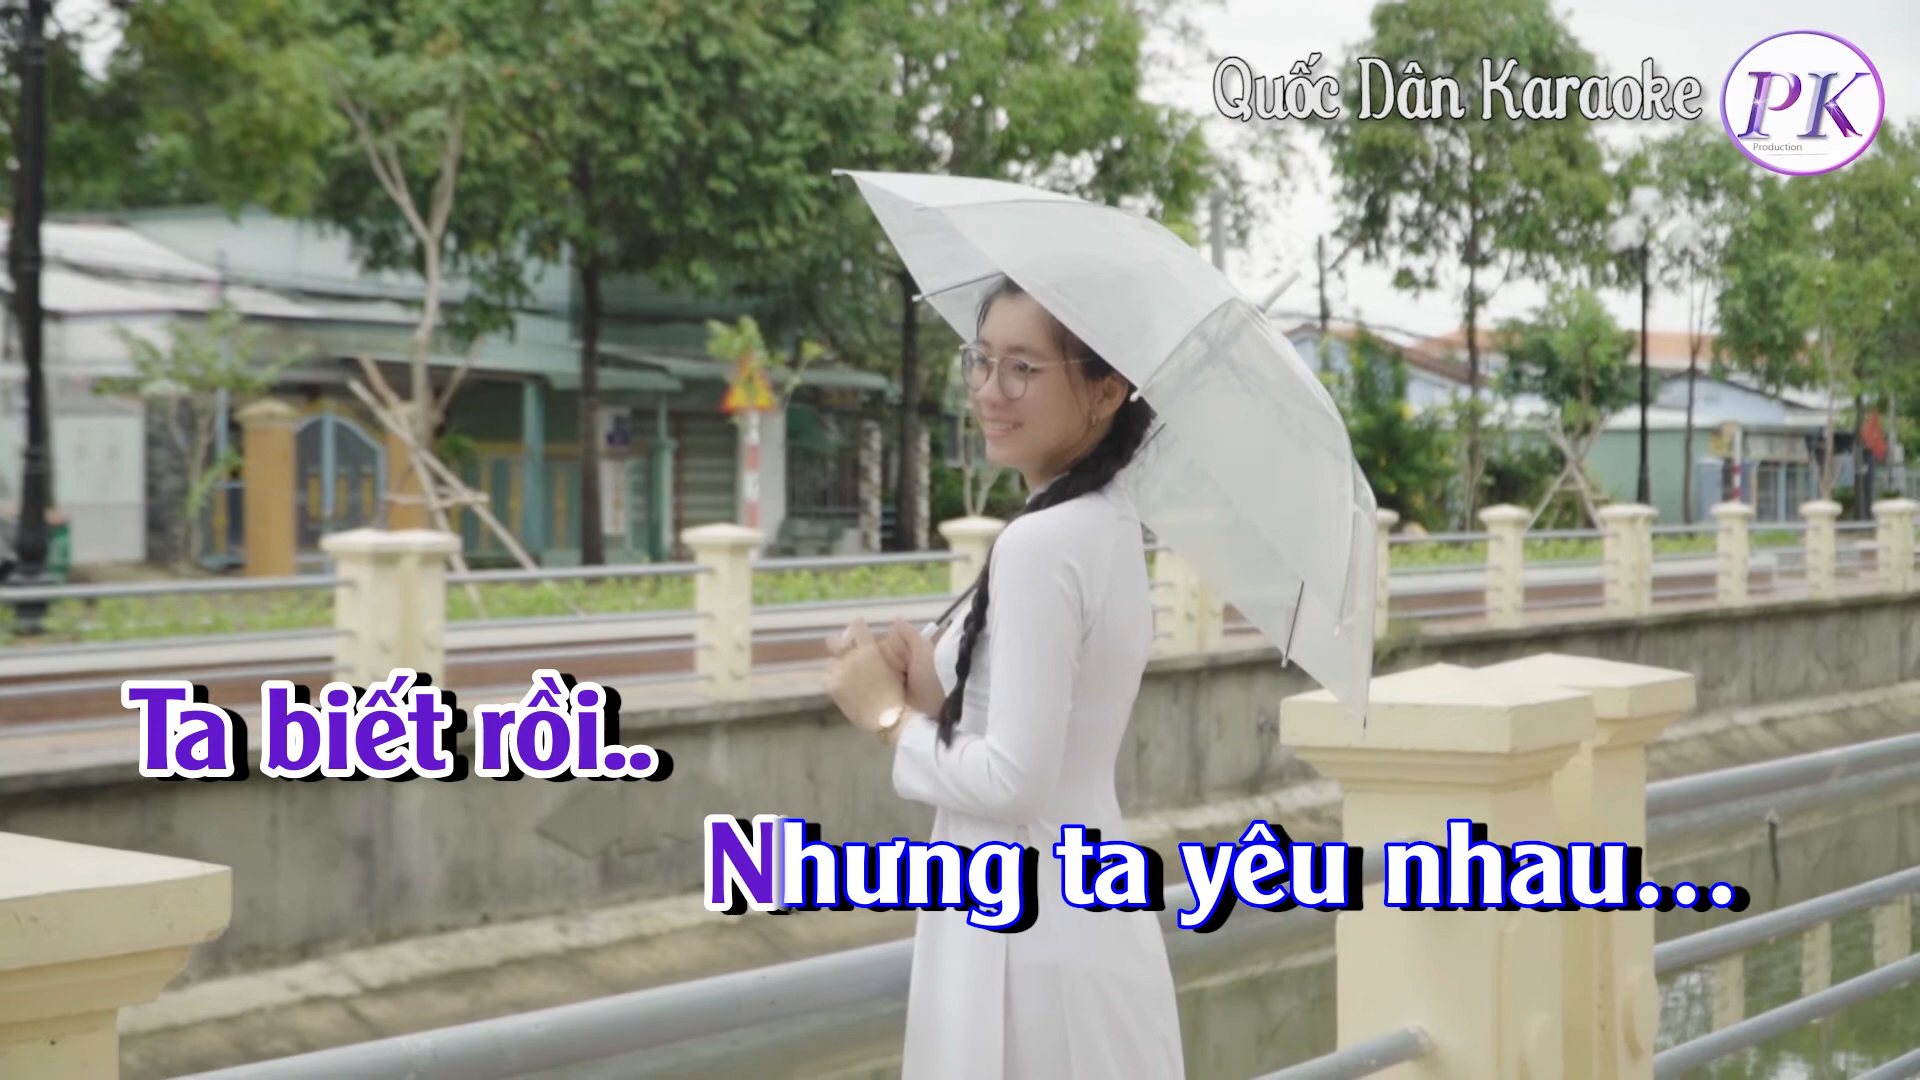 Quốc Dân Karaoke
PK
Production
Ta biết rồi..
Nhưng ta yêu nhau...